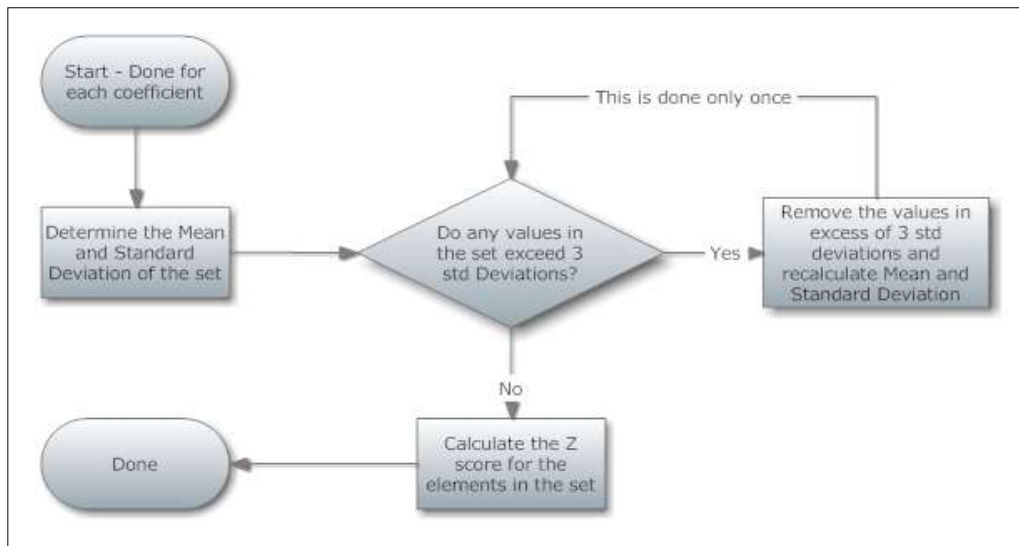 Start - Done for
each coefficient
This is done only once
Determine the Mean
and Standard
Deviation of the set
Do any values in
the set exceed 3
std Deviations?
Yes
Remove the values in
excess of 3 std
deviations and
recalculate Mean and
Standard Deviation
No
Calculate the Z
score for the
elements in the set
Done